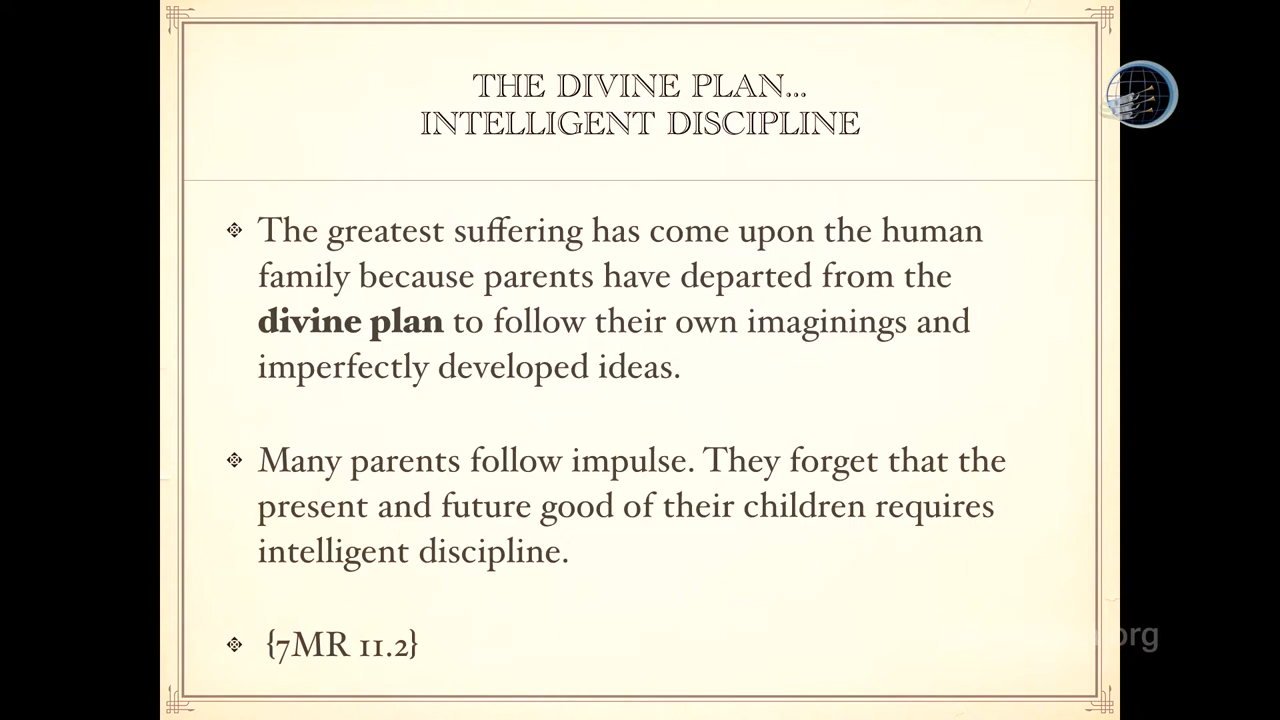 THE DIVINE PLAN...
INTELLIGENT DISCIPLINE
The greatest suffering has come upon the human
family because parents have departed from the
divine plan to follow their own imaginings and
imperfectly developed ideas.
Many parents follow impulse. They forget that the
present and future good of their children requires
intelligent discipline.
{7MR 11.2}
org